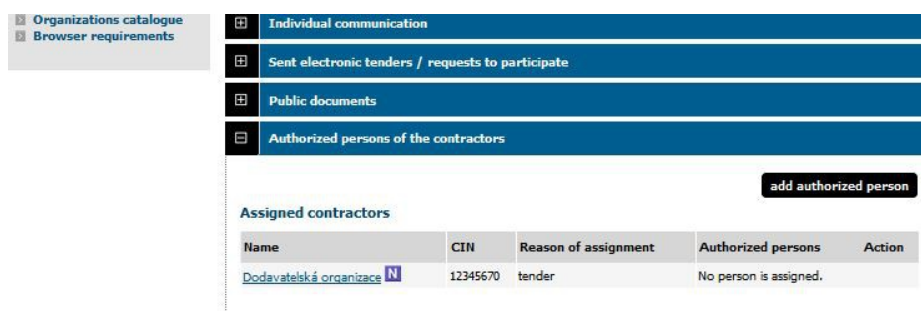 Organizations catalogue
Browser requirements
Individual communication
Sent electronic tenders / requests to participate
Public documents
Authorized persons of the contractors
add authorized person
Assigned contractors
Name CIN Reason of assignment Authorized persons Action
Dodavatelská organizace N 12345670 tender No person is assigned.